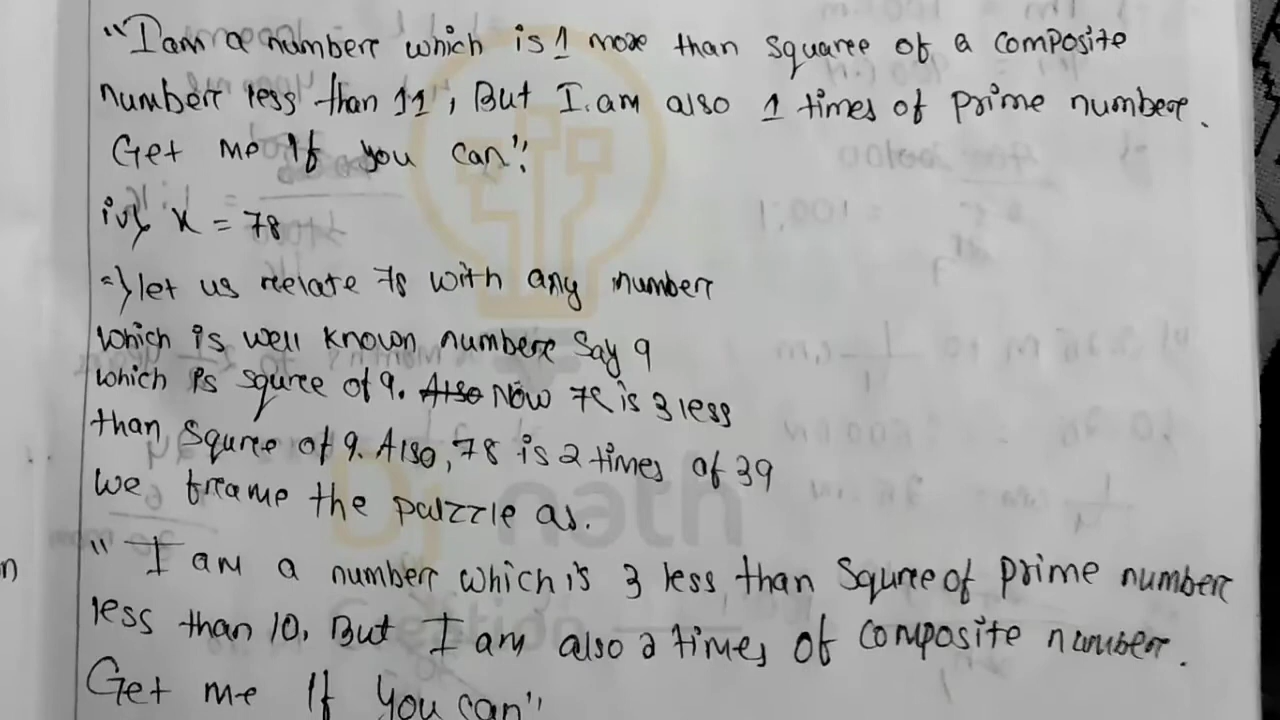 "I am a number which is 1 more than square of a composite
number less than 11", But I am also 1 times of prime number.
Get me If you can".
iv) x = 78
=> let us relate 78 with any number
which is well known number Say 9
which is squree of 9. Also Now 78 is 3 less
than squree of 9. Also, 78 is 2 times of 39
we frame the puzzle as.
" I am a number which is 3 less than Squree of prime number
less than 10, But I am also 2 times of composite number.
Get me If you can"
nath